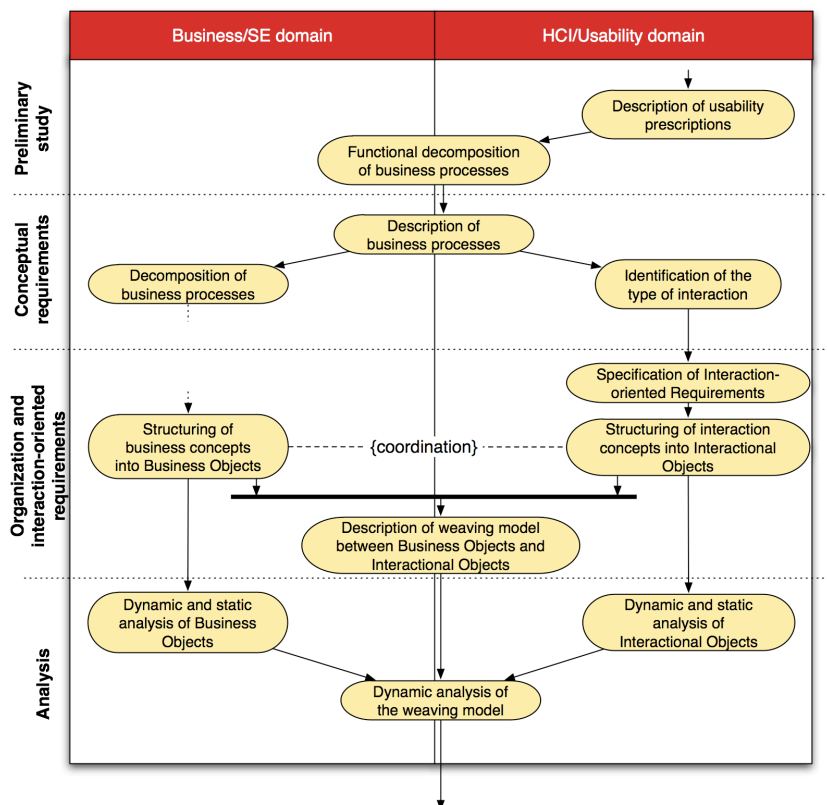 Business/SE domain
HCI/Usability domain
Preliminary
study
Description of usability
prescriptions
Functional decomposition
of business processes
Conceptual
requirements
Description of
business processes
Decomposition of
business processes
Identification of the
type of interaction
Organization and
interaction-oriented
requirements
Specification of Interaction-
oriented Requirements
Structuring of
business concepts
into Business Objects
{coordination}
Structuring of interaction
concepts into Interactional
Objects
Description of weaving model
between Business Objects and
Interactional Objects
Analysis
Dynamic and static
analysis of Business
Objects
Dynamic and static
analysis of
Interactional Objects
Dynamic analysis of
the weaving model